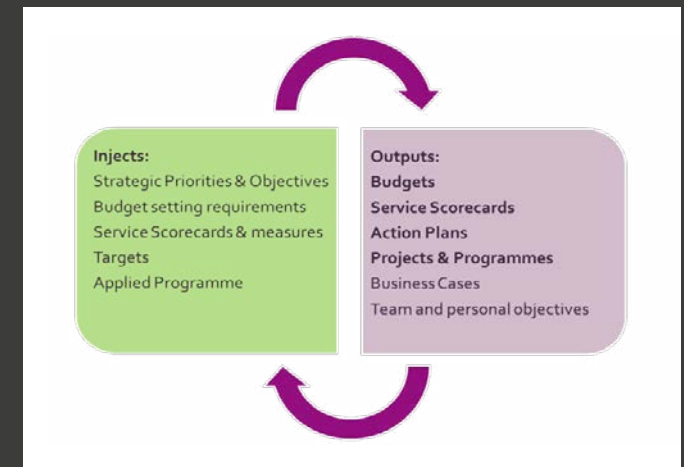 Injects:
Strategic Priorities & Objectives
Budget setting requirements
Service Scorecards & measures
Targets
Applied Programme
Outputs:
Budgets
Service Scorecards
Action Plans
Projects & Programmes
Business Cases
Team and personal objectives